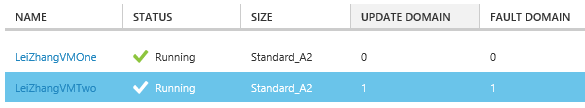 NAME STATUS SIZE UPDATE DOMAIN FAULT DOMAIN
LeiZhangVMOne Running Standard_A2 0 0
LeiZhangVMTwo Running Standard_A2 1 1